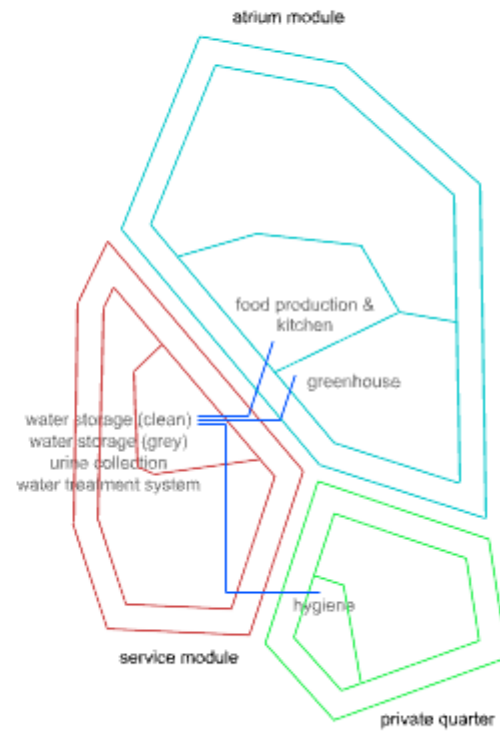 atrium module
food production &
kitchen
greenhouse
water storage (clean)
water storage (grey)
urine collection
water treatment system
hygiene
service module
private quarter